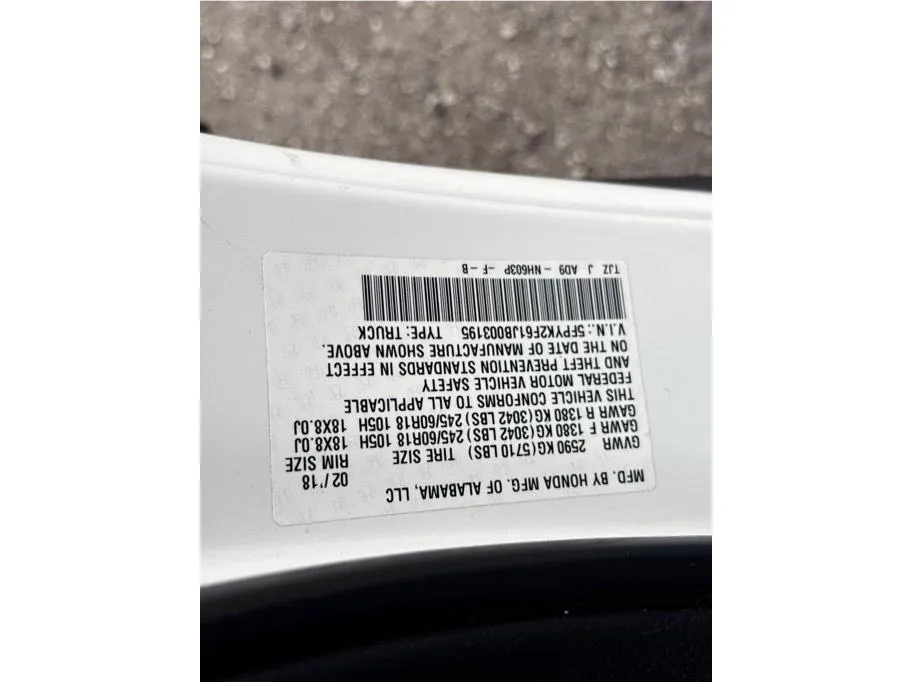 MFD. BY HONDA MFG. OF ALABAMA, LLC 02/'18
GVWR 2590 KG(5710 LBS) TIRE SIZE RIM SIZE
GAWR F 1380 KG(3042 LBS) 245/60R18 105H 18X8.0J
GAWR R 1380 KG(3042 LBS) 245/60R18 105H 18X8.0J
THIS VEHICLE CONFORMS TO ALL APPLICABLE
FEDERAL MOTOR VEHICLE SAFETY
AND THEFT PREVENTION STANDARDS IN EFFECT
ON THE DATE OF MANUFACTURE SHOWN ABOVE.
V.I.N.: 5FPYK2F61JB003195 TYPE: TRUCK
TJZ J AD9 - NH603P -F-B